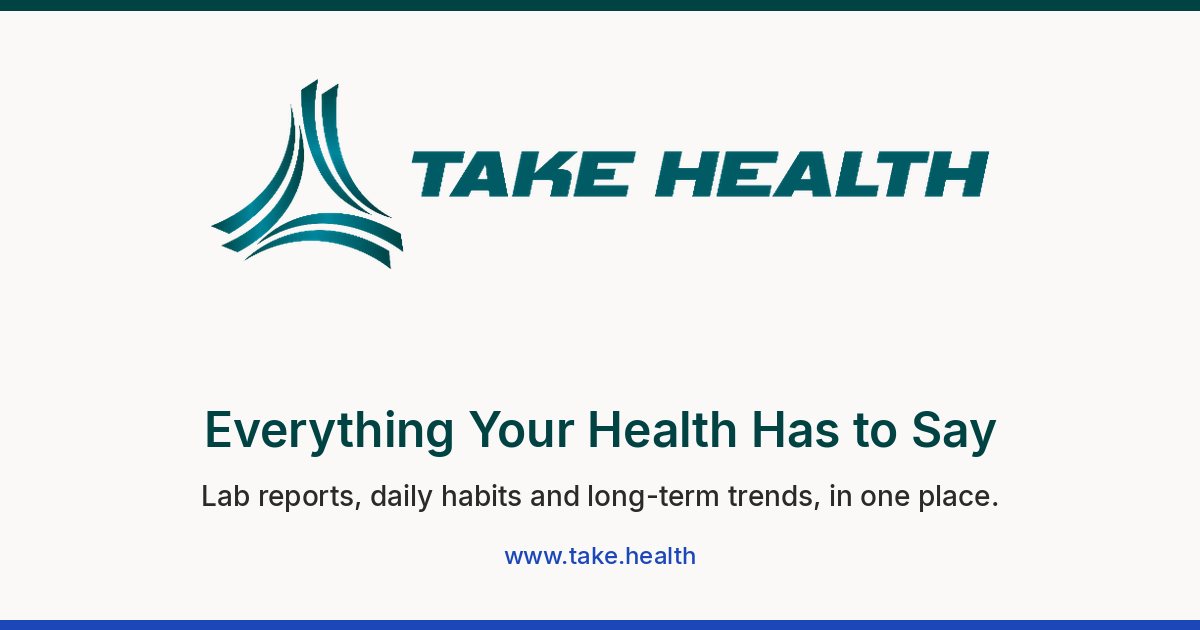 TAKE HEALTH
Everything Your Health Has to Say
Lab reports, daily habits and long-term trends, in one place.
www.take.health